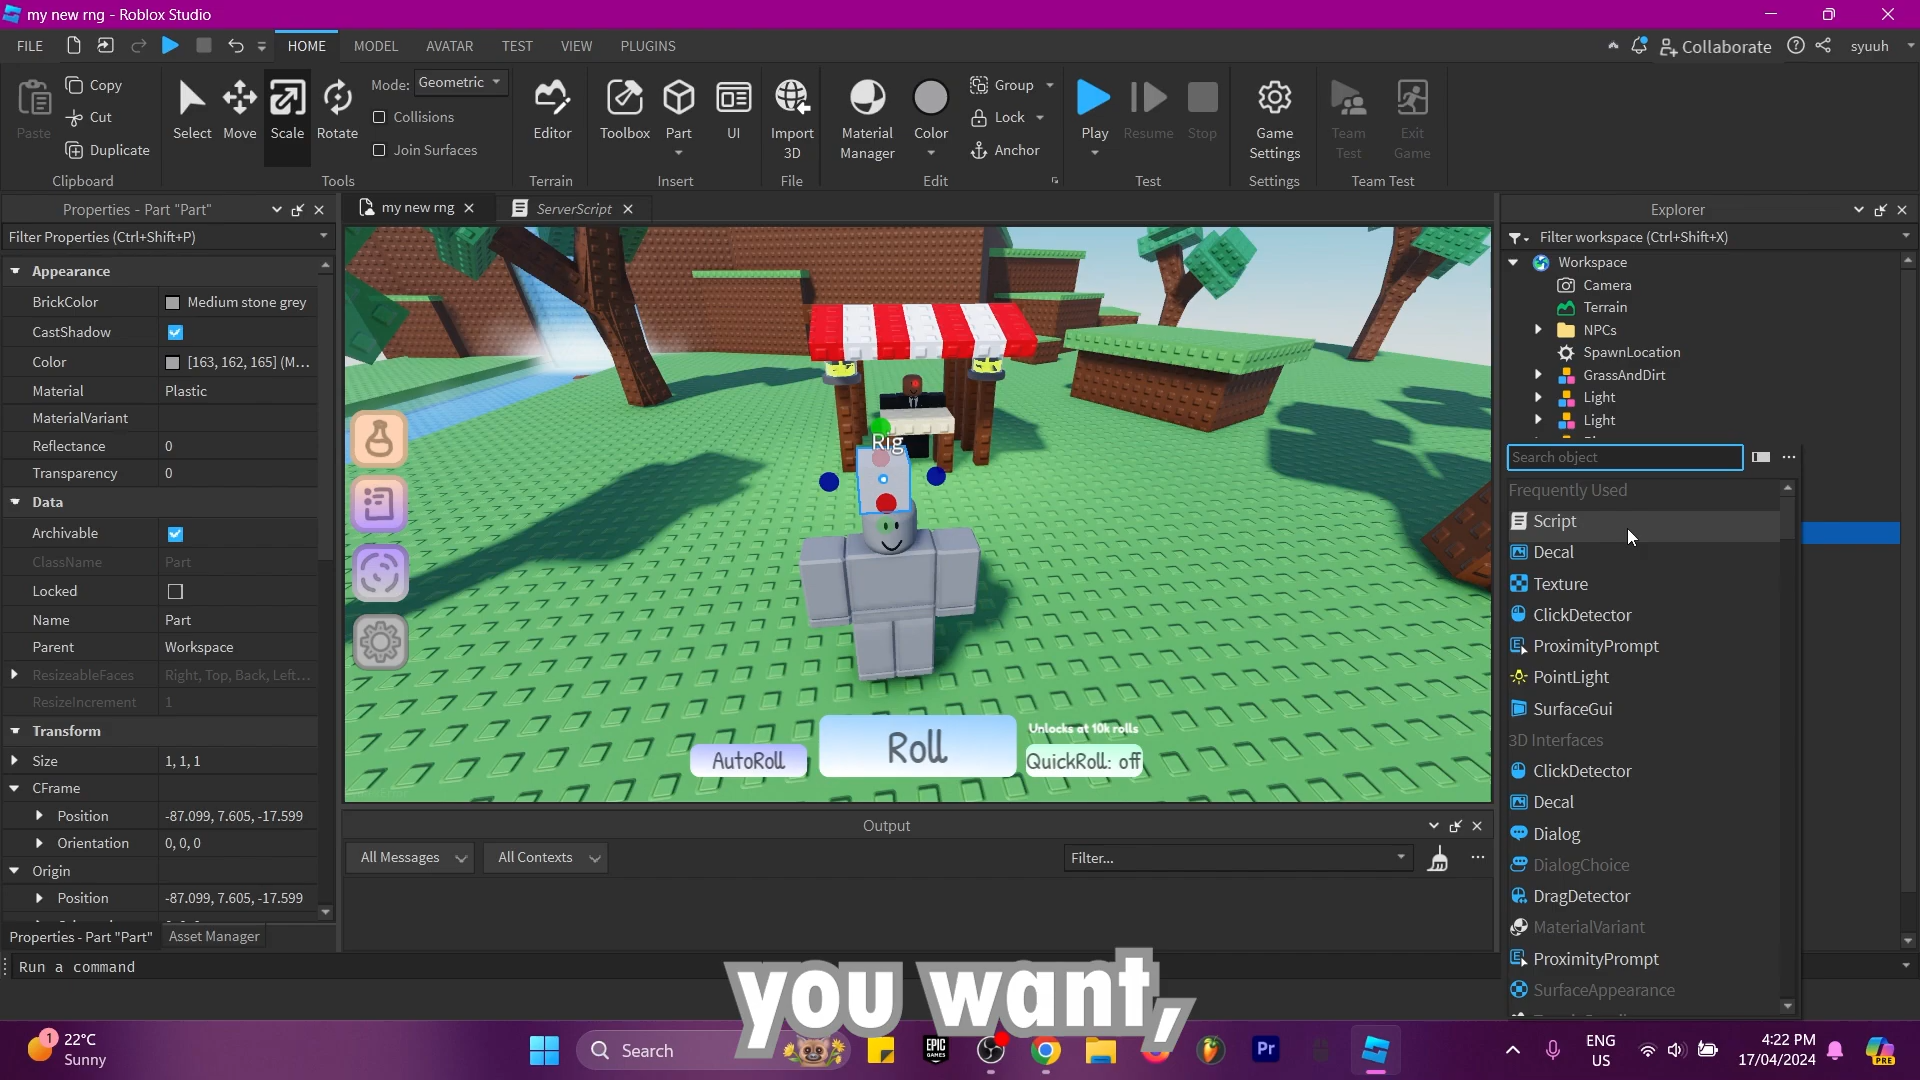 my new rng - Roblox Studio
FILE HOME MODEL AVATAR TEST VIEW PLUGINS Collaborate syuuh
Paste Copy Cut Duplicate
Clipboard
Select Move Scale Rotate
Mode: Geometric
Collisions
Join Surfaces
Tools
Editor
Terrain
Toolbox Part UI
Insert
Import 3D
File
Material Manager Color Group Lock Anchor
Edit
Play Resume Stop
Test
Game Settings
Settings
Team Test Exit Game
Team Test
Properties - Part "Part"
Filter Properties (Ctrl+Shift+P)
Appearance
BrickColor Medium stone grey
CastShadow
Color [163, 162, 165] (M...
Material Plastic
MaterialVariant
Reflectance 0
Transparency 0
Data
Archivable
ClassName Part
Locked
Name Part
Parent Workspace
ResizeableFaces Right, Top, Back, Left...
ResizeIncrement 1
Transform
Size 1, 1, 1
CFrame
Position -87.099, 7.605, -17.599
Orientation 0, 0, 0
Origin
Position -87.099, 7.605, -17.599
Properties - Part "Part" Asset Manager
Run a command
my new rng ServerScript
Rig
AutoRoll
Roll
Unlocks at 10k rolls
QuickRoll: off
Output
All Messages All Contexts Filter...
Explorer
Filter workspace (Ctrl+Shift+X)
Workspace
Camera
Terrain
NPCs
SpawnLocation
GrassAndDirt
Light
Light
Search object
Frequently Used
Script
Decal
Texture
ClickDetector
ProximityPrompt
PointLight
SurfaceGui
3D Interfaces
ClickDetector
Decal
Dialog
DialogChoice
DragDetector
MaterialVariant
ProximityPrompt
SurfaceAppearance
you want,
1
22°C
Sunny
Search
EPIC GAMES
Pr
ENG
US
4:22 PM
17/04/2024
PRE